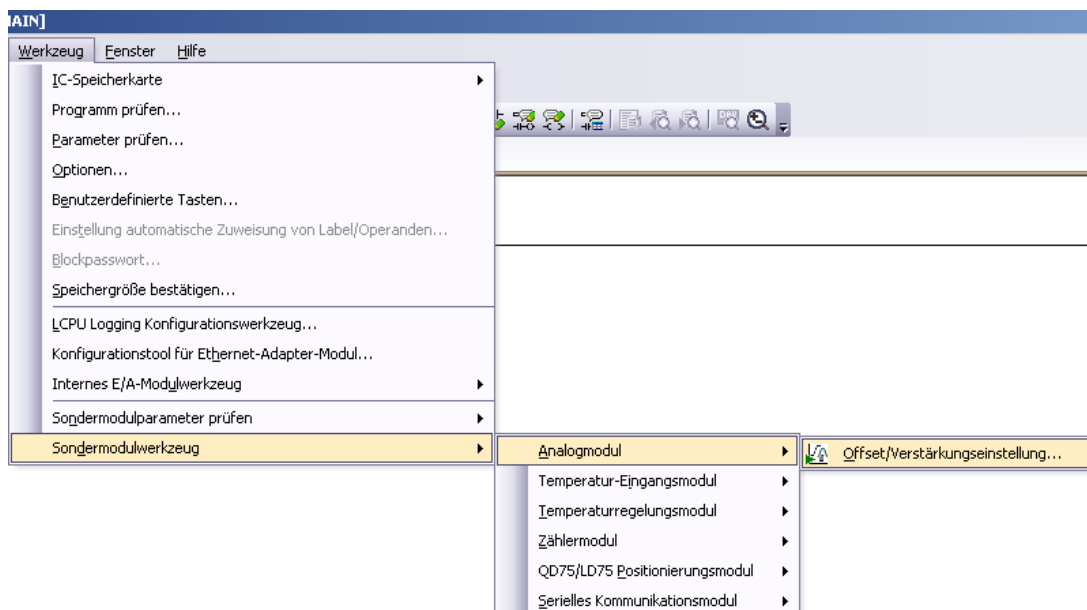 MAIN]
Werkzeug Fenster Hilfe
IC-Speicherkarte
Programm prüfen...
Parameter prüfen...
Optionen...
Benutzerdefinierte Tasten...
Einstellung automatische Zuweisung von Label/Operanden...
Blockpasswort...
Speichergröße bestätigen...
LCPU Logging Konfigurationswerkzeug...
Konfigurationstool für Ethernet-Adapter-Modul...
Internes E/A-Modulwerkzeug
Sondermodulparameter prüfen
Sondermodulwerkzeug
Analogmodul
Offset/Verstärkungseinstellung...
Temperatur-Eingangsmodul
Temperaturregelungsmodul
Zählermodul
QD75/LD75 Positionierungsmodul
Serielles Kommunikationsmodul